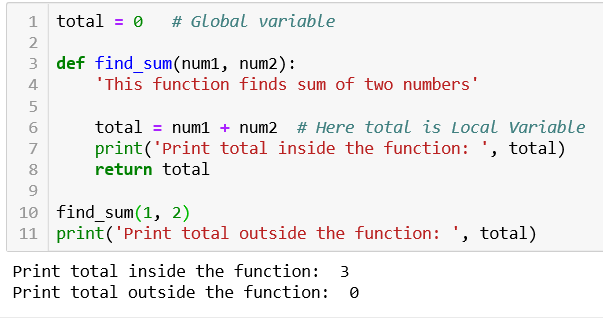 1 total = 0   # Global variable
2
3 def find_sum(num1, num2):
4     'This function finds sum of two numbers'
5
6     total = num1 + num2  # Here total is Local Variable
7     print('Print total inside the function: ', total)
8     return total
9
10 find_sum(1, 2)
11 print('Print total outside the function: ', total)
Print total inside the function:  3
Print total outside the function:  0